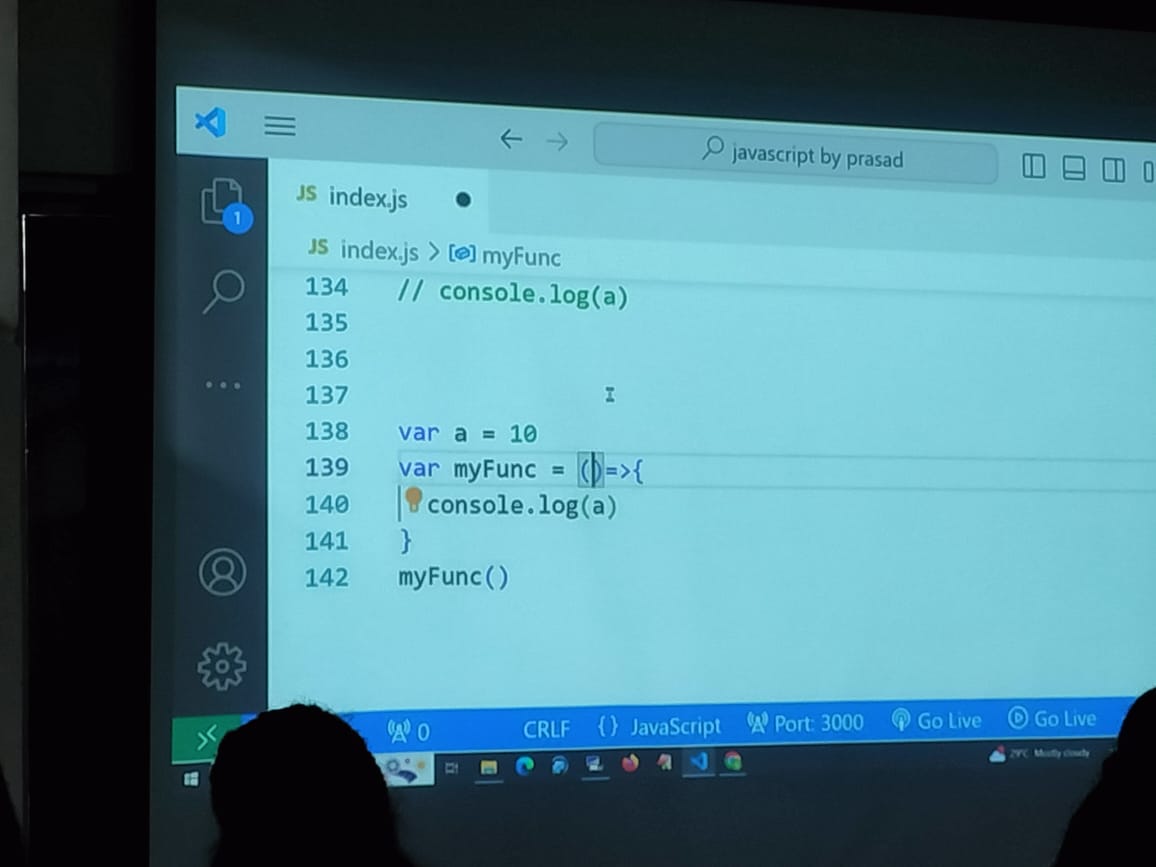 javascript by prasad
JS index.js
1
JS index.js > myFunc
134 // console.log(a)
135
136
137
138 var a = 10
139 var myFunc = ()=>{
140 console.log(a)
141 }
142 myFunc()
0 CRLF {} JavaScript Port: 3000 Go Live Go Live
29°C Mostly cloudy